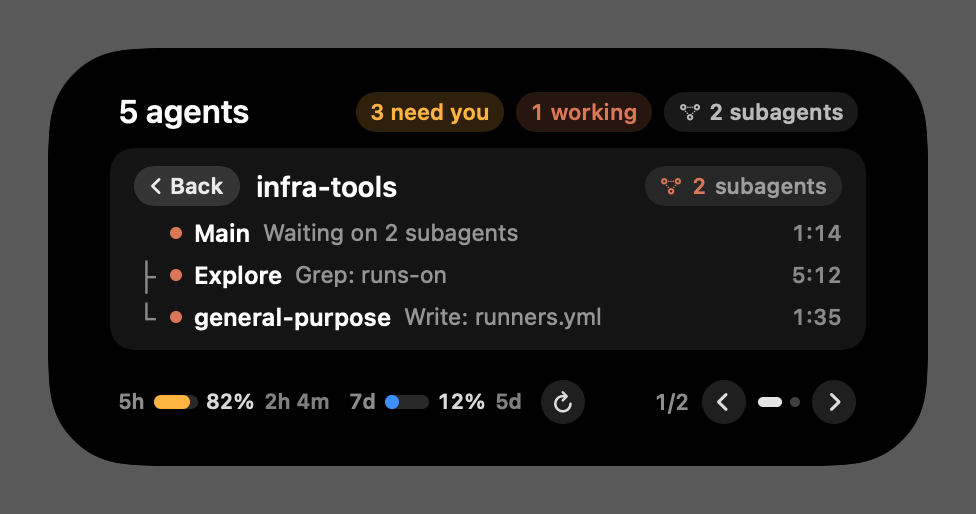 5 agents 3 need you 1 working 2 subagents
Back infra-tools 2 subagents
Main Waiting on 2 subagents 1:14
Explore Grep: runs-on 5:12
general-purpose Write: runners.yml 1:35
5h 82% 2h 4m 7d 12% 5d 1/2